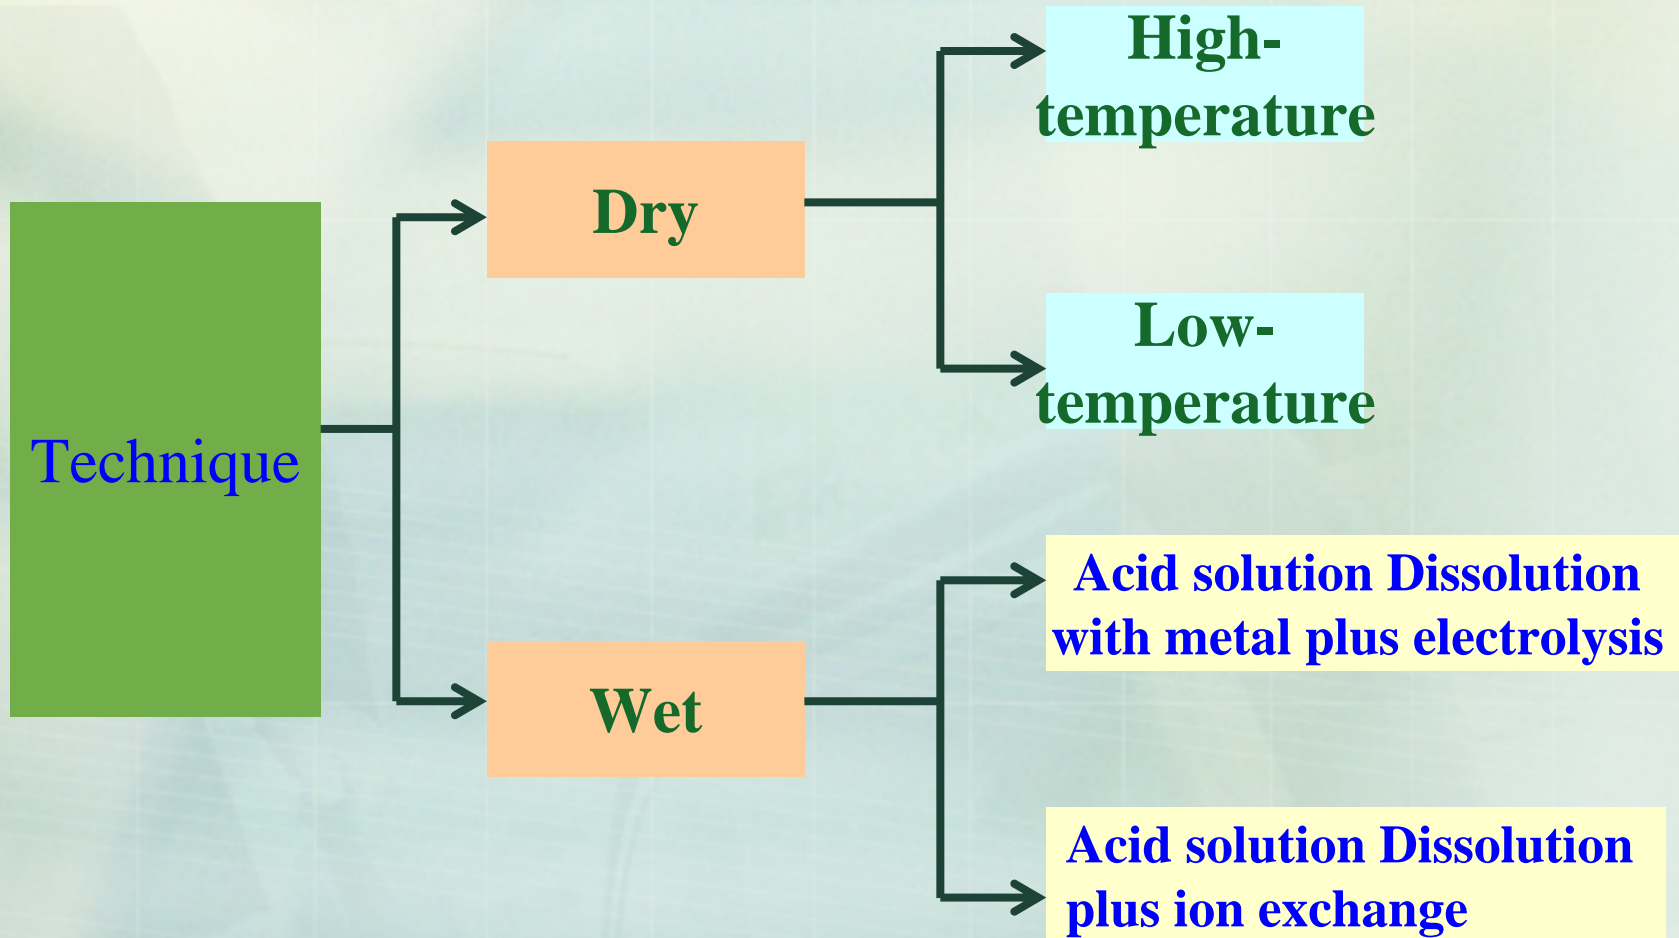 Technique
Dry
High-
temperature
Low-
temperature
Wet
Acid solution Dissolution
with metal plus electrolysis
Acid solution Dissolution
plus ion exchange